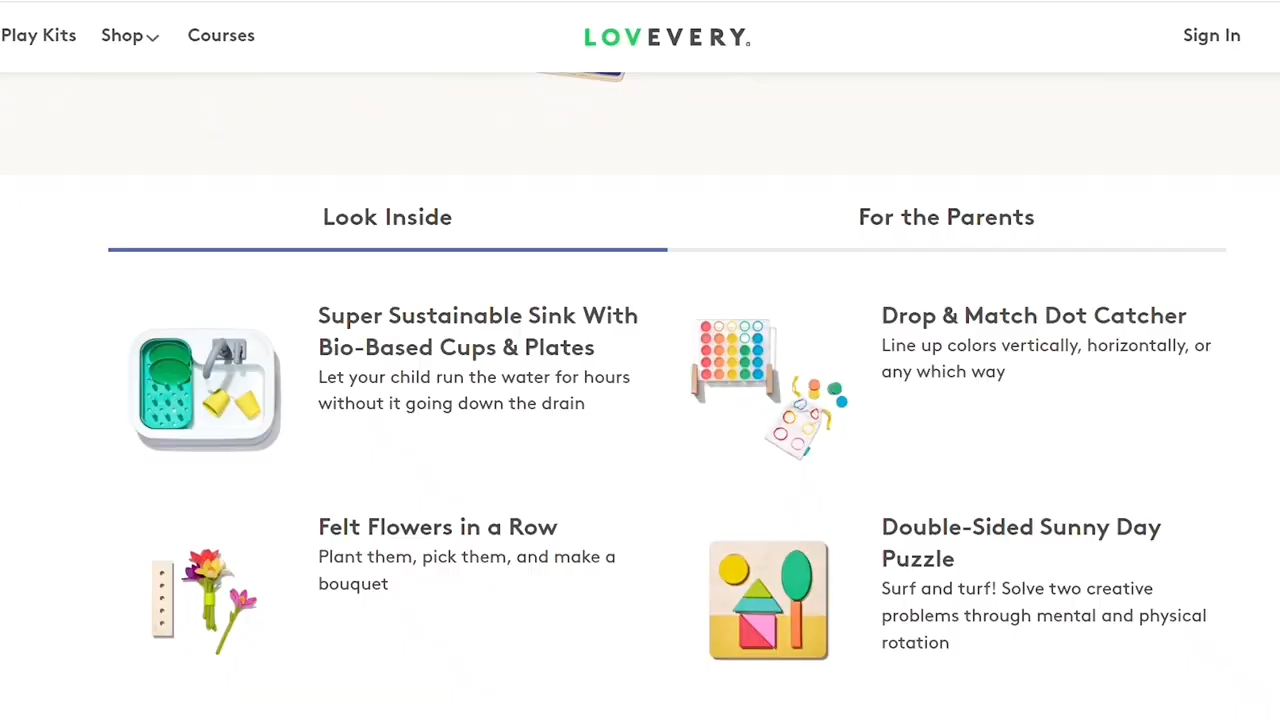 Play Kits Shop Courses LOVEVERY Sign In
Look Inside For the Parents
Super Sustainable Sink With
Bio-Based Cups & Plates
Let your child run the water for hours
without it going down the drain
Drop & Match Dot Catcher
Line up colors vertically, horizontally, or
any which way
Felt Flowers in a Row
Plant them, pick them, and make a
bouquet
Double-Sided Sunny Day
Puzzle
Surf and turf! Solve two creative
problems through mental and physical
rotation